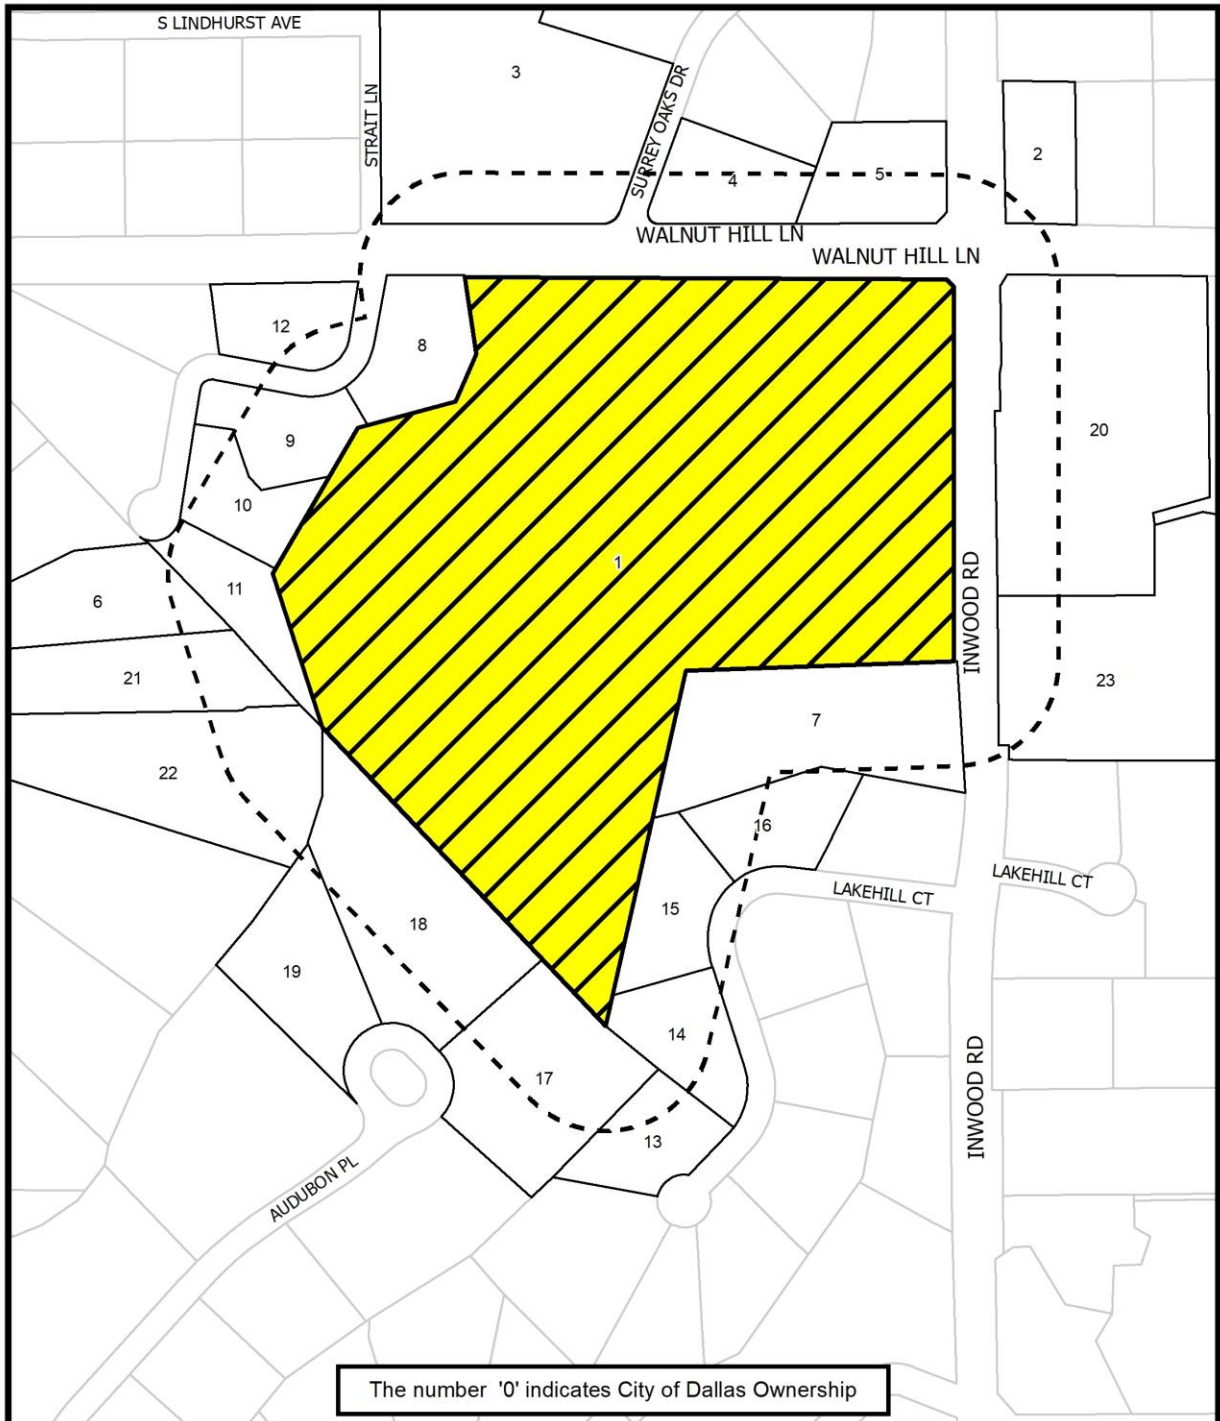 S LINDHURST AVE
3
STRAIT LN
SURREY OAKS DR
2
4
5
WALNUT HILL LN
WALNUT HILL LN
12
8
20
9
10
1
INWOOD RD
11
6
21
23
7
22
16
LAKEHILL CT
LAKEHILL CT
15
18
19
14
INWOOD RD
17
13
AUDUBON PL
The number '0' indicates City of Dallas Ownership